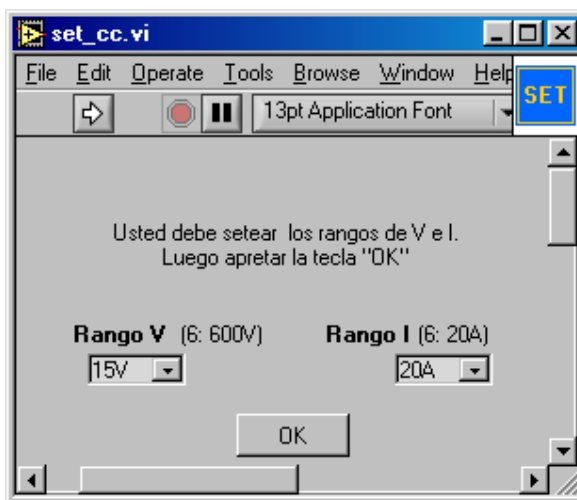 set_cc.vi
File Edit Operate Tools Browse Window Help
SET
13pt Application Font
Usted debe setear los rangos de V e I.
Luego apretar la tecla "OK"
Rango V (6: 600V) Rango I (6: 20A)
15V 20A
OK